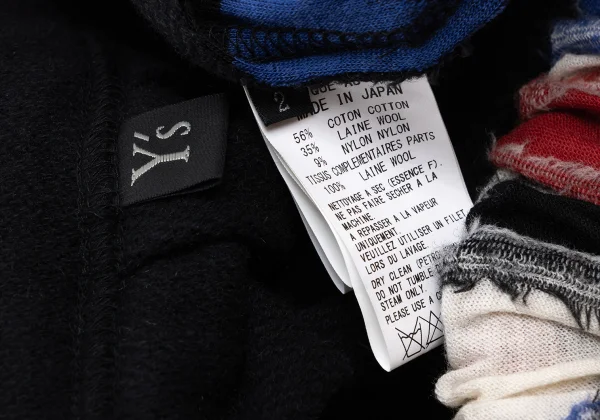 Y's
2
MADE IN JAPAN
56% COTON COTTON
35% LAINE WOOL
9% NYLON NYLON
TISSUS COMPLEMENTAIRES PARTS
100% LAINE WOOL
NETTOYAGE A SEC (ESSENCE F).
NE PAS FAIRE SECHER À LA
MACHINE.
A REPASSER À LA VAPEUR
UNIQUEMENT.
VEUILLEZ UTILISER UN FILET
LORS DU LAVAGE.
DRY CLEAN
DO NOT TUMBLE
STEAM ONLY.
PLEASE USE A